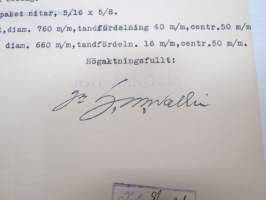 paket nitar, 5/16 x 5/8.
,diam. 760 m/m,tandfördelning 40 m/m,centr.50 m/m
diam. 660 m/m,tandfördeln. 16 m/m,centr.50 m/m.
Högaktningsfullt:
Wallin